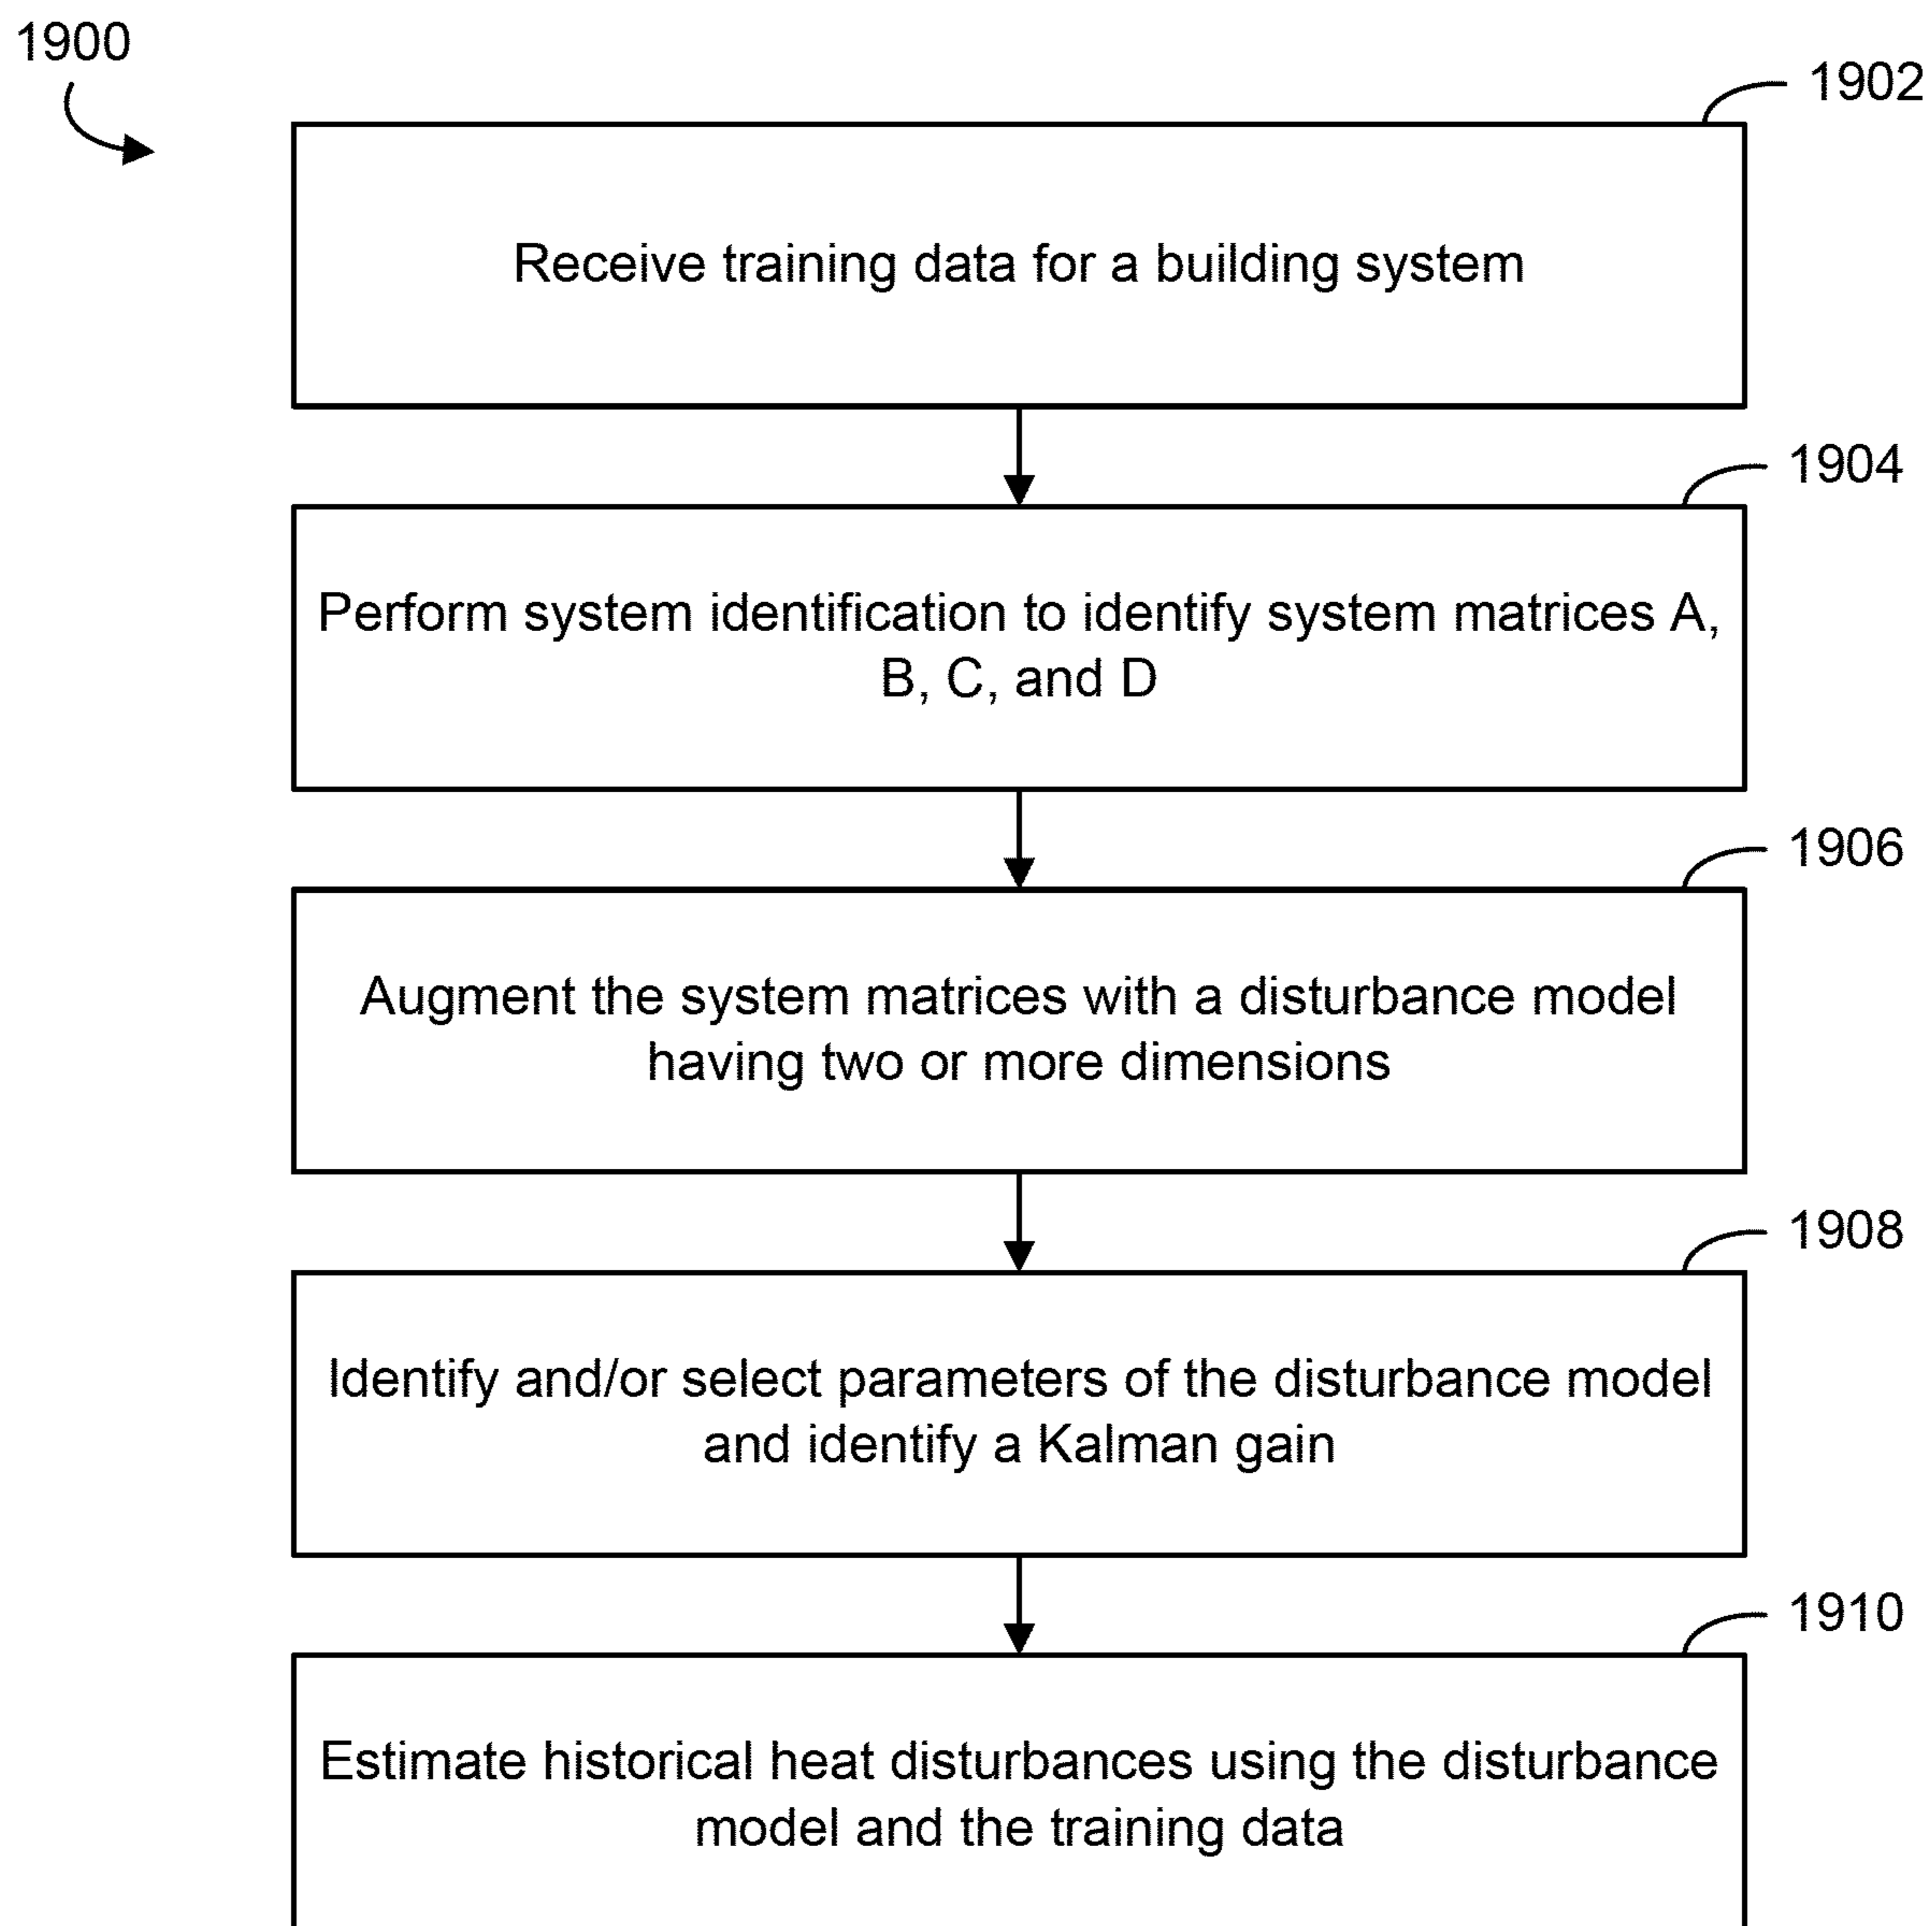 1900
1902
Receive training data for a building system
1904
Perform system identification to identify system matrices A,
B, C, and D
1906
Augment the system matrices with a disturbance model
having two or more dimensions
1908
Identify and/or select parameters of the disturbance model
and identify a Kalman gain
1910
Estimate historical heat disturbances using the disturbance
model and the training data